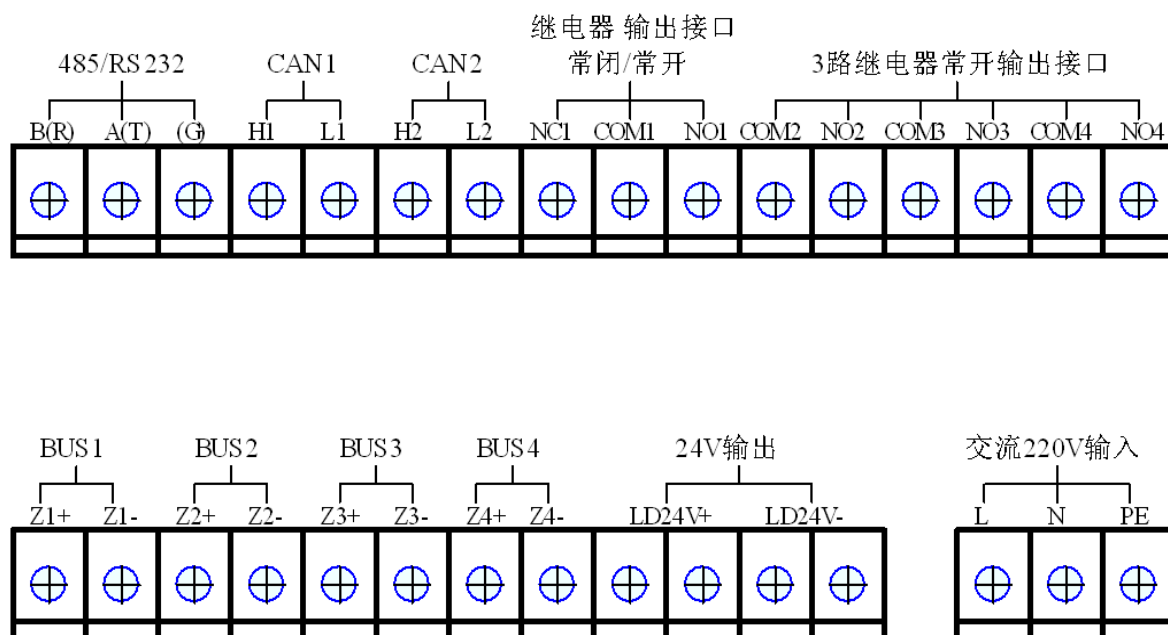 继电器 输出接口
485/RS232 CAN1 CAN2 常闭/常开 3路继电器常开输出接口
B(R) A(T) (G) H1 L1 H2 L2 NC1 COM1 NO1 COM2 NO2 COM3 NO3 COM4 NO4
BUS1 BUS2 BUS3 BUS4 24V输出 交流220V输入
Z1+ Z1- Z2+ Z2- Z3+ Z3- Z4+ Z4- LD24V+ LD24V- L N PE